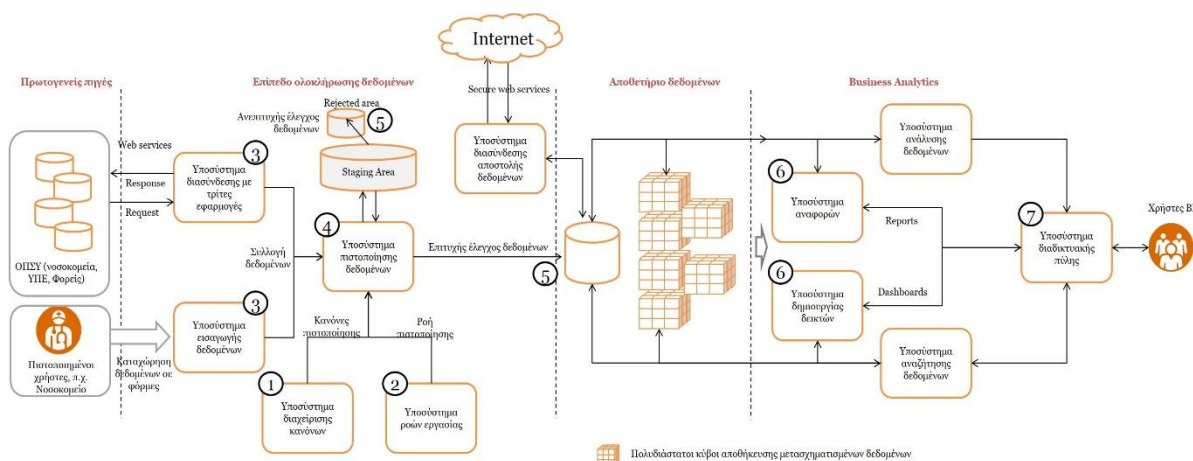 Internet
Πρωτογενείς πηγές
Επίπεδο ολοκλήρωσης δεδομένων
Secure web services
Αποθετήριο δεδομένων
Business Analytics
Rejected area
Ανεπιτυχής έλεγχος
δεδομένων
5
Staging Area
Web services
Response
Request
3
Υποσύστημα
διασύνδεσης με
τρίτες
εφαρμογές
Υποσύστημα
διασύνδεσης
αποστολής
δεδομένων
Υποσύστημα
ανάλυσης
δεδομένων
6
Υποσύστημα
αναφορών
Reports
ΟΠΣΥ (νοσοκομεία,
ΥΠΕ, Φορείς)
Συλλογή
δεδομένων
4
Υποσύστημα
πιστοποίησης
δεδομένων
Επιτυχής έλεγχος δεδομένων
5
7
Υποσύστημα
διαδικτυακής
πύλης
Χρήστες BI
Πιστοποιημένοι
χρήστες, π.χ.
Νοσοκομείο
Καταχώρηση
δεδομένων σε
φόρμες
3
Υποσύστημα
εισαγωγής
δεδομένων
Κανόνες
πιστοποίησης
Ροή
πιστοποίησης
6
Υποσύστημα
δημιουργίας
δεικτών
Dashboards
Υποσύστημα
αναζήτησης
δεδομένων
1
Υποσύστημα
διαχείρισης
κανόνων
2
Υποσύστημα
ροών εργασίας
Πολυδιάστατοι κύβοι αποθήκευσης μετασχηματισμένων δεδομένων